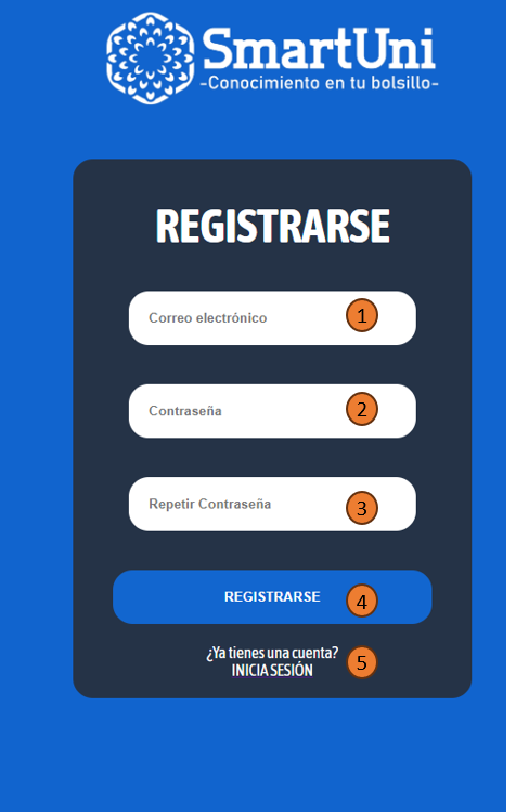 SmartUni
-Conocimiento en tu bolsillo-
REGISTRARSE
Correo electrónico 1
Contraseña 2
Repetir Contraseña 3
REGISTRARSE 4
¿Ya tienes una cuenta? 5
INICIA SESIÓN